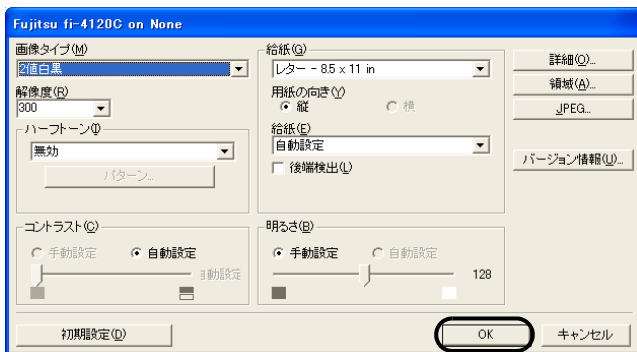 Fujitsu fi-4120C on None
画像タイプ(M)
2値白黒
解像度(R)
300
ハーフトーン(I)
無効
パターン...
コントラスト(C)
手動設定
自動設定
自動設定
給紙(G)
レター - 8.5 x 11 in
用紙の向き(Y)
縦
横
給紙(E)
自動設定
後端検出(L)
明るさ(B)
手動設定
自動設定
128
詳細(O)...
領域(A)...
JPEG...
バージョン情報(U)...
初期設定(D)
OK
キャンセル